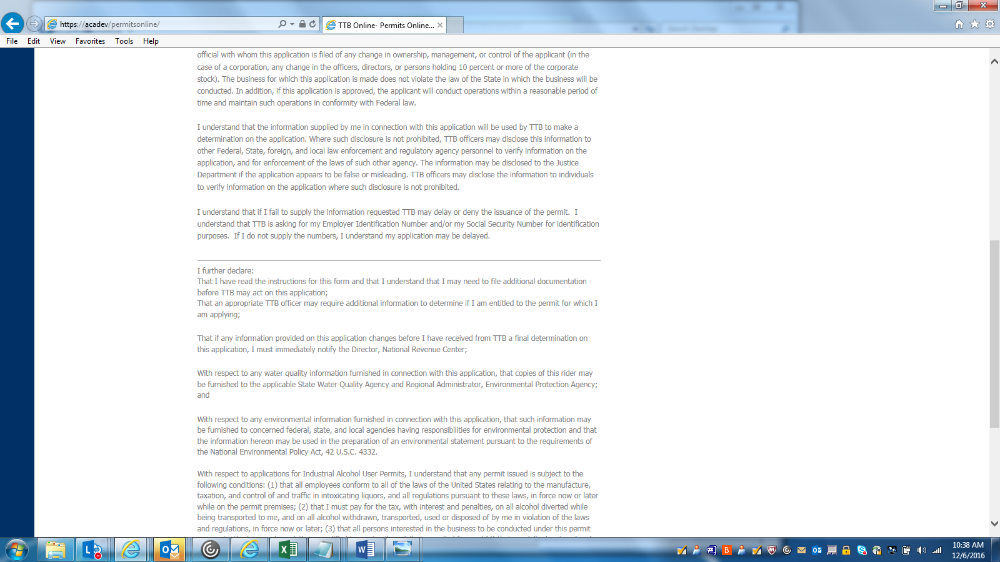 https://acadev/permitsonline/
TTB Online- Permits Online...
File Edit View Favorites Tools Help
official with whom this application is filed of any change in ownership, management, or control of the applicant (in the
case of a corporation, any change in the officers, directors, or persons holding 10 percent or more of the corporate
stock). The business for which this application is made does not violate the law of the State in which the business will be
conducted. In addition, if this application is approved, the applicant will conduct operations within a reasonable period of
time and maintain such operations in conformity with Federal law.
I understand that the information supplied by me in connection with this application will be used by TTB to make a
determination on the application. Where such disclosure is not prohibited, TTB officers may disclose this information to
other Federal, State, foreign, and local law enforcement and regulatory agency personnel to verify information on the
application, and for enforcement of the laws of such other agency. The information may be disclosed to the Justice
Department if the application appears to be false or misleading. TTB officers may disclose the information to individuals
to verify information on the application where such disclosure is not prohibited.
I understand that if I fail to supply the information requested TTB may delay or deny the issuance of the permit. I
understand that TTB is asking for my Employer Identification Number and/or my Social Security Number for identification
purposes. If I do not supply the numbers, I understand my application may be delayed.
I further declare:
That I have read the instructions for this form and that I understand that I may need to file additional documentation
before TTB may act on this application;
That an appropriate TTB officer may require additional information to determine if I am entitled to the permit for which I
am applying;
That if any information provided on this application changes before I have received from TTB a final determination on
this application, I must immediately notify the Director, National Revenue Center;
With respect to any water quality information furnished in connection with this application, that copies of this rider may
be furnished to the applicable State Water Quality Agency and Regional Administrator, Environmental Protection Agency;
and
With respect to any environmental information furnished in connection with this application, that such information may
be furnished to concerned federal, state, and local agencies having responsibilities for environmental protection and that
the information hereon may be used in the preparation of an environmental statement pursuant to the requirements of
the National Environmental Policy Act, 42 U.S.C. 4332.
With respect to applications for Industrial Alcohol User Permits, I understand that any permit issued is subject to the
following conditions: (1) that all employees conform to all of the laws of the United States relating to the manufacture,
taxation, and control of and traffic in intoxicating liquors, and all regulations pursuant to these laws, in force now or later
while on the permit premises; (2) that I must pay for the tax, with interest and penalties, on all alcohol diverted while
being transported to me, and on all alcohol withdrawn, transported, used or disposed of by me in violation of the laws
and regulations, in force now or later; (3) that all persons interested in the business to be conducted under this permit
10:38 AM
12/6/2016